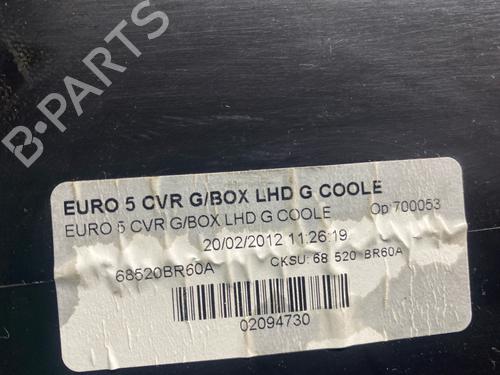 B-PARTS
EURO 5 CVR G/BOX LHD G COOLE
EURO 5 CVR G/BOX LHD G COOLE Op 700053
20/02/2012 11:26:19
68520BR60A CKSU: 68 520 BR60A
02094730